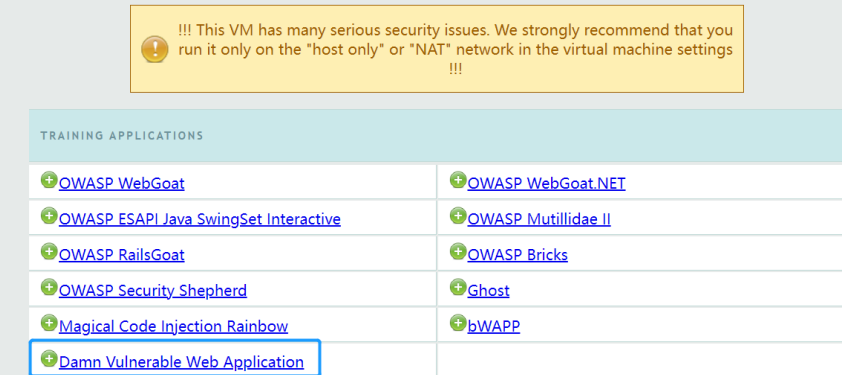 !!! This VM has many serious security issues. We strongly recommend that you
run it only on the "host only" or "NAT" network in the virtual machine settings
!!!
TRAINING APPLICATIONS
OWASP WebGoat
OWASP WebGoat.NET
OWASP ESAPI Java SwingSet Interactive
OWASP Mutillidae II
OWASP RailsGoat
OWASP Bricks
OWASP Security Shepherd
Ghost
Magical Code Injection Rainbow
bWAPP
Damn Vulnerable Web Application